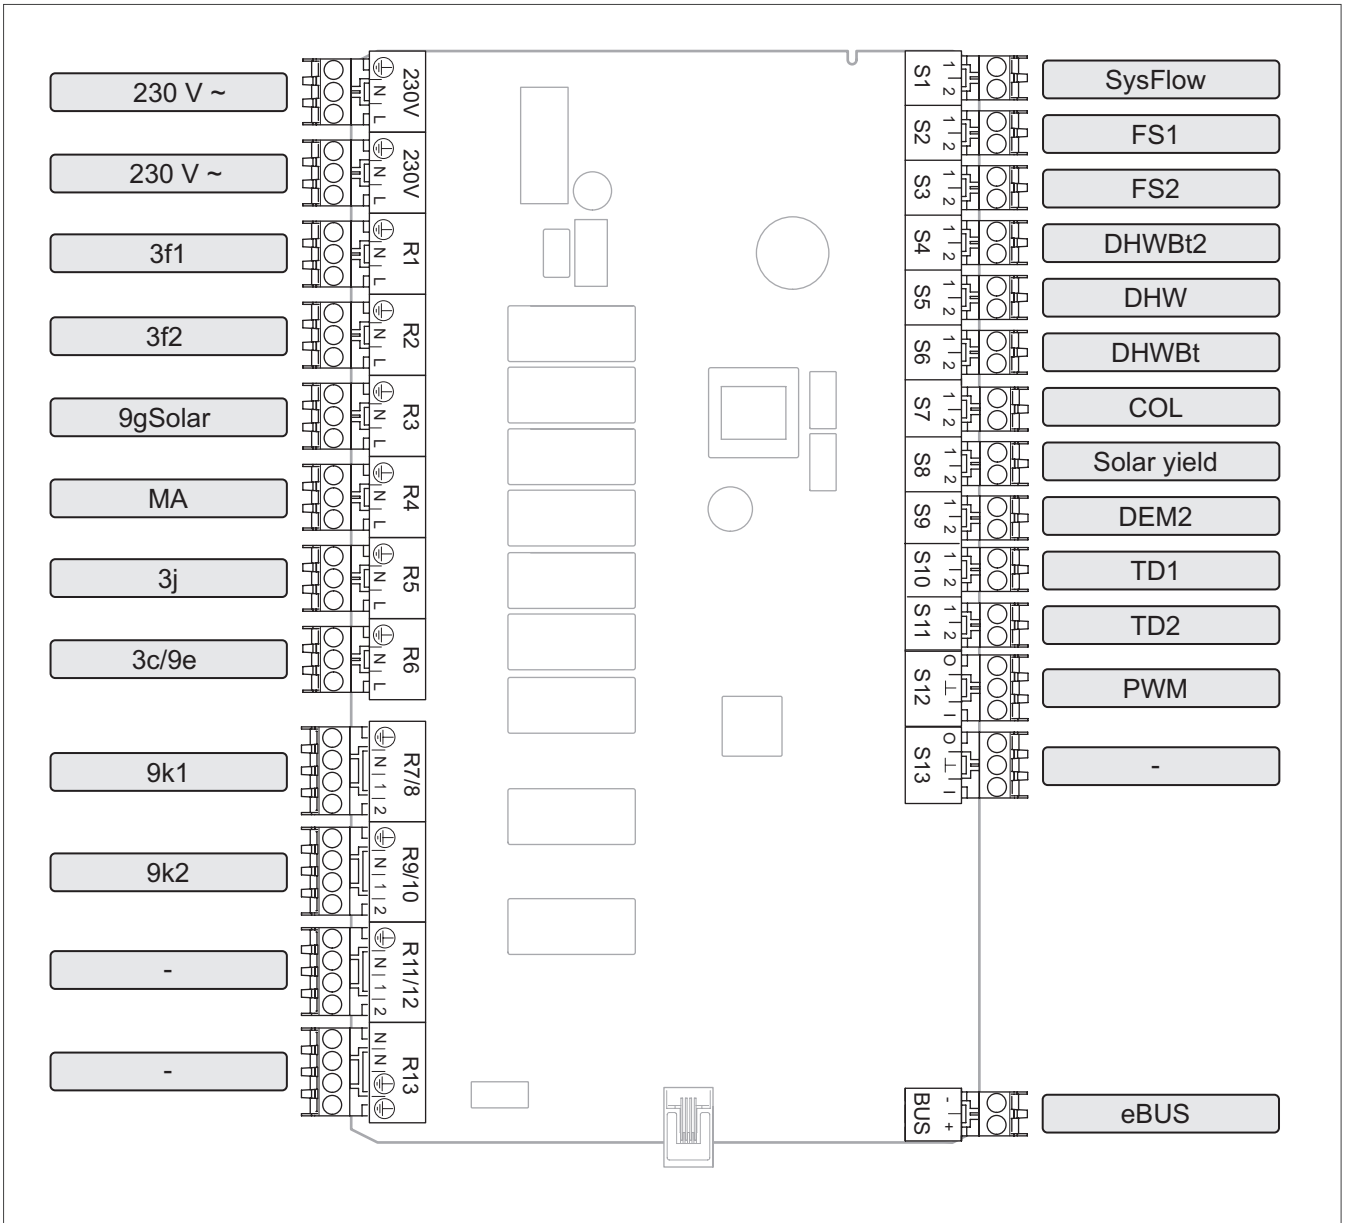 230 V ~
230V
N
L
230 V ~
230V
N
L
3f1
R1
N
L
3f2
R2
N
L
9gSolar
R3
N
L
MA
R4
N
L
3j
R5
N
L
3c/9e
R6
N
L
9k1
R7/8
N | 1 | 2
9k2
R9/10
N | 1 | 2
-
R11/12
N | 1 | 2
-
R13
N | N
S1
1 2
SysFlow
S2
1 2
FS1
S3
1 2
FS2
S4
1 2
DHWBt2
S5
1 2
DHW
S6
1 2
DHWBt
S7
1 2
COL
S8
1 2
Solar yield
S9
1 2
DEM2
S10
1 2
TD1
S11
1 2
TD2
S12
O ⊥ I
PWM
S13
O ⊥ I
-
BUS
- +
eBUS